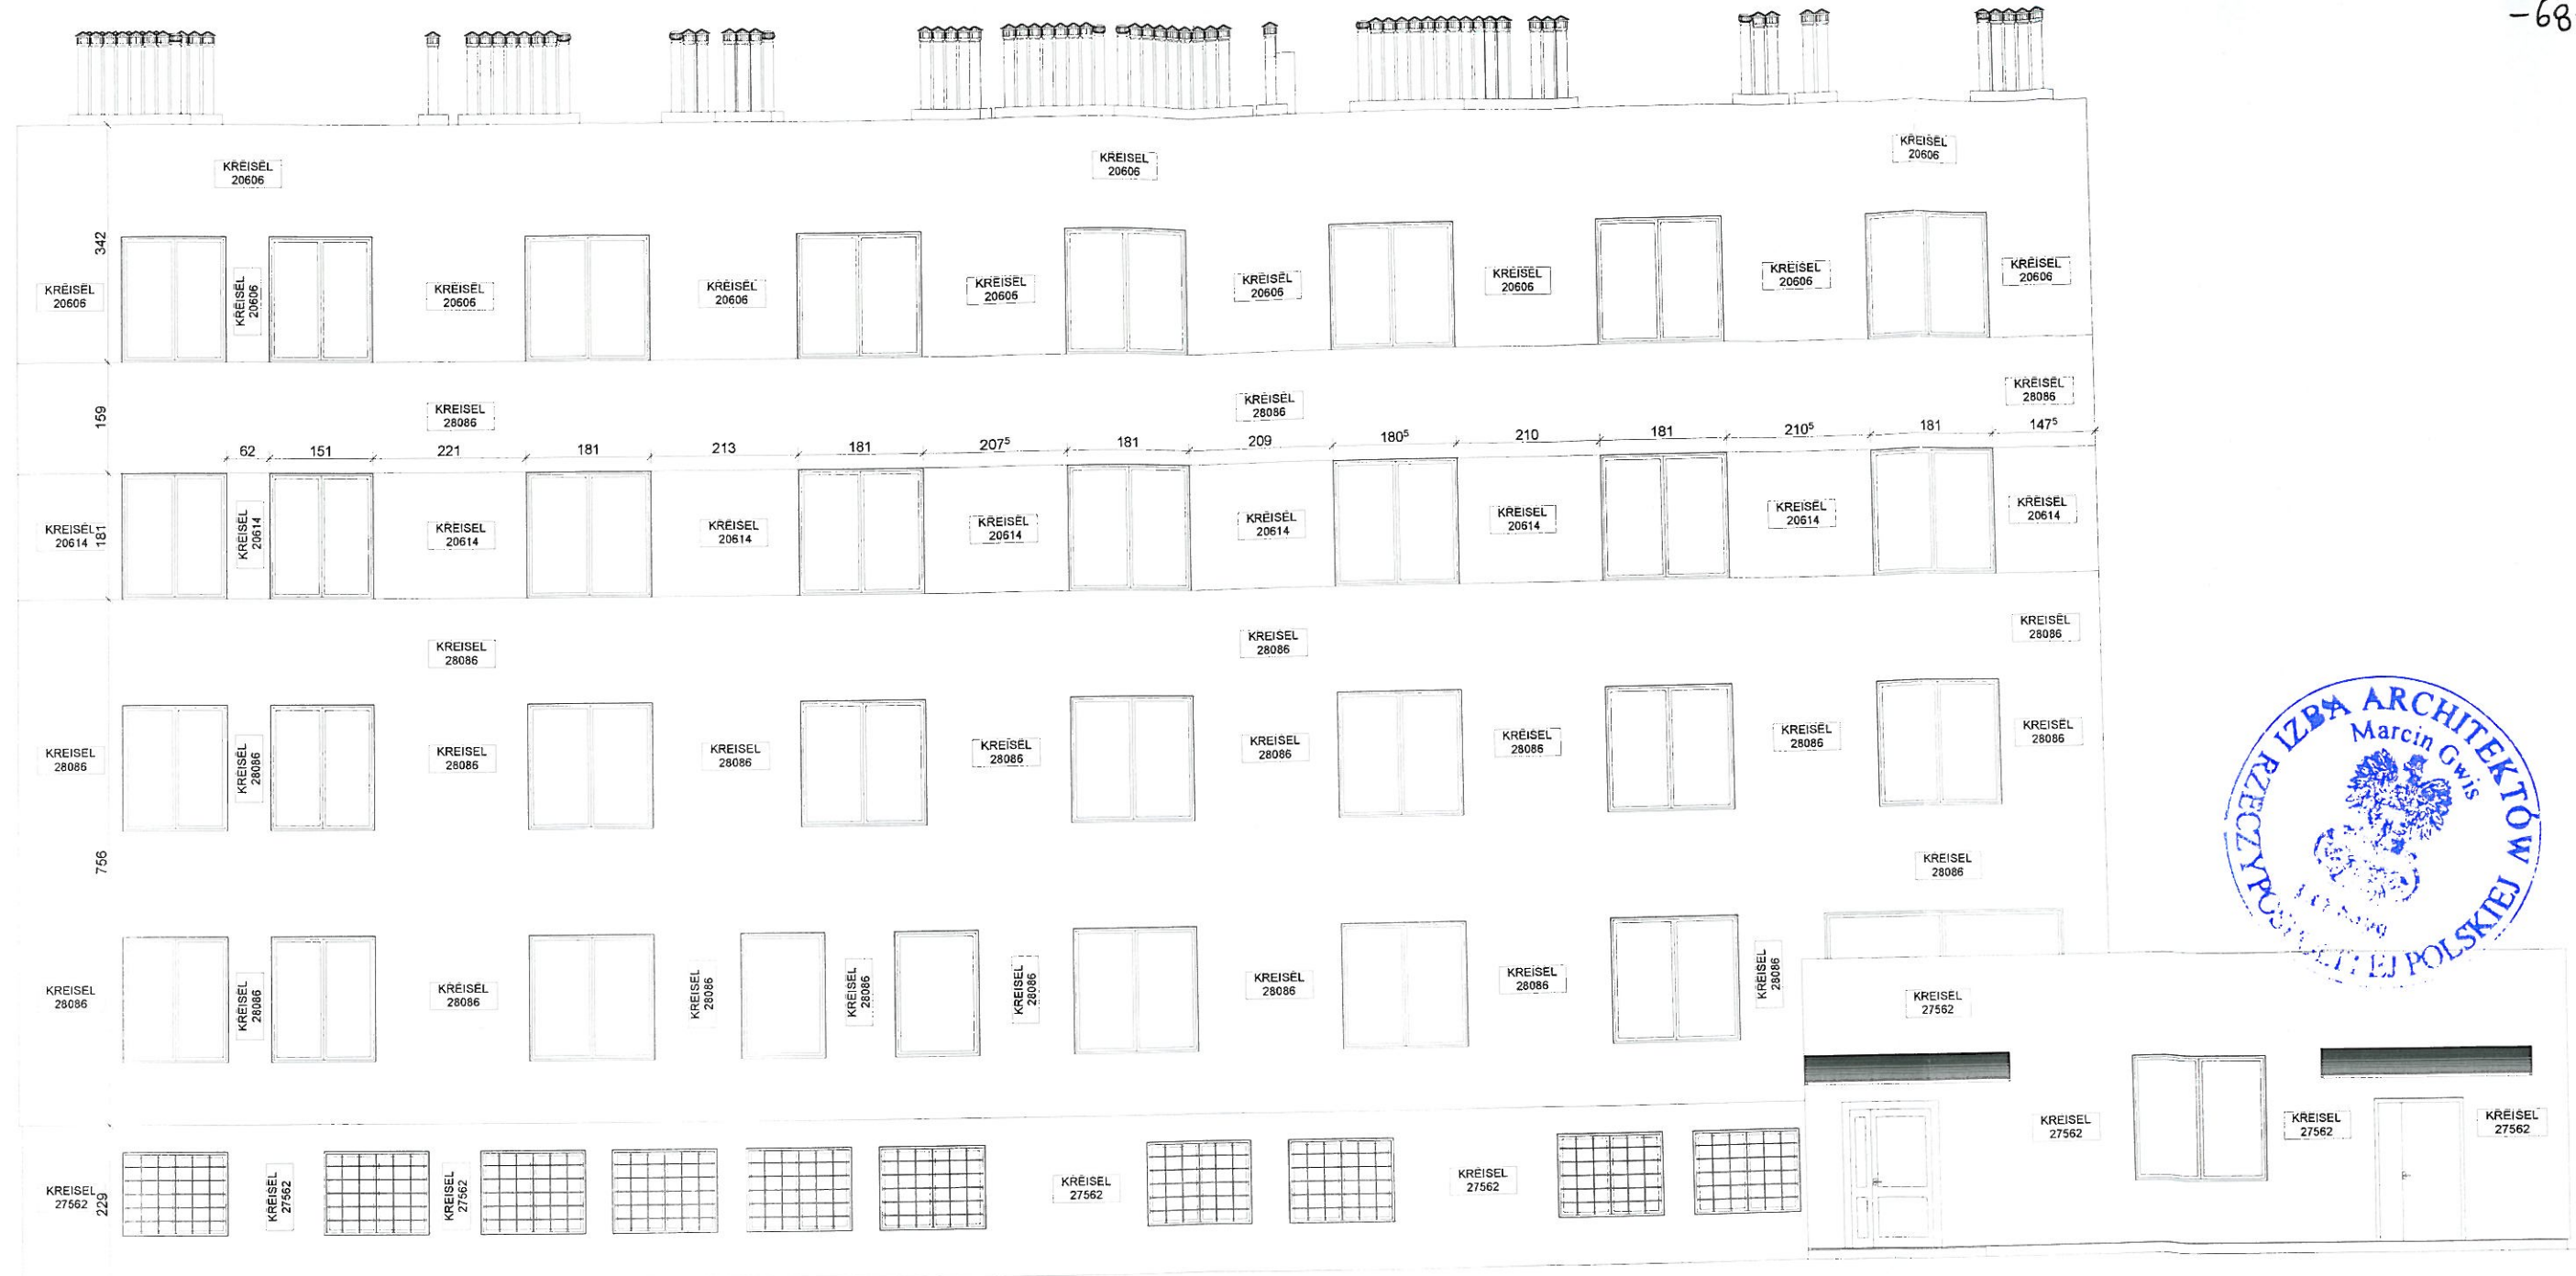 -68
KREISEL
20606
KREISEL
20606
KREISEL
20606
342
KREISEL
20606
KREISEL
20606
KREISEL
20606
KREISEL
20606
KREISEL
20606
KREISEL
20606
KREISEL
20606
KREISEL
20606
KREISEL
20606
159
KREISEL
28086
KREISEL
28086
KREISEL
28086
62 151 221 181 213 181 207⁵ 181 209 180⁵ 210 181 210⁵ 181 147⁵
KREISEL
20614
181
KREISEL
20614
KREISEL
20614
KREISEL
20614
KREISEL
20614
KREISEL
20614
KREISEL
20614
KREISEL
20614
KREISEL
20614
KREISEL
28086
KREISEL
28086
KREISEL
28086
KREISEL
28086
KREISEL
28086
KREISEL
28086
KREISEL
28086
KREISEL
28086
KREISEL
28086
KREISEL
28086
KREISEL
28086
KREISEL
28086
IZBA ARCHITEKTÓW
RZECZYPOSPOLITEJ POLSKIEJ
Marcin Gwis
756
KREISEL
28086
KREISEL
28086
KREISEL
28086
KREISEL
28086
KREISEL
28086
KREISEL
28086
KREISEL
28086
KREISEL
28086
KREISEL
28086
KREISEL
28086
KREISEL
27562
KREISEL
27562
KREISEL
27562
KREISEL
27562
KREISEL
27562
229
KREISEL
27562
KREISEL
27562
KREISEL
27562
KREISEL
27562